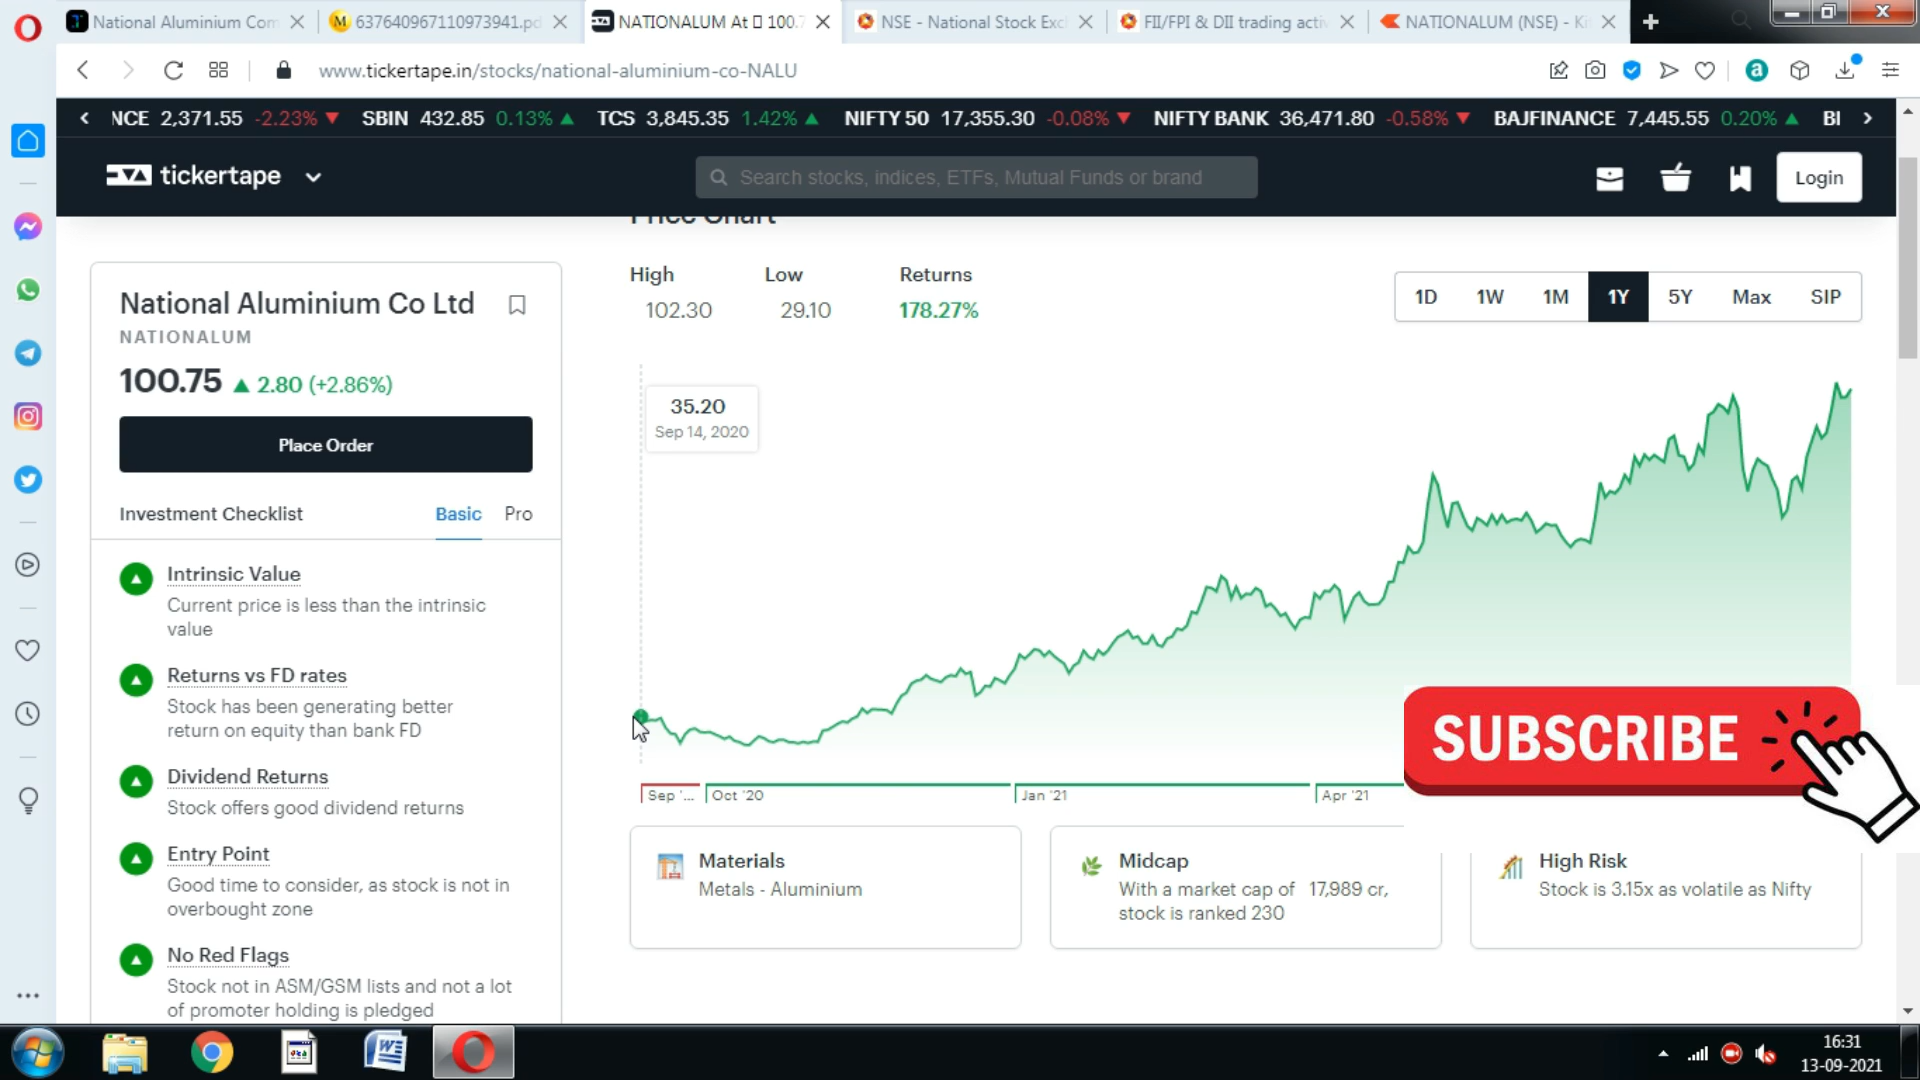 National Aluminium Com
637640967110973941.pd
NATIONALUM At 100.7
NSE - National Stock Exc
FII/FPI & DII trading activ
NATIONALUM (NSE) - Ki
www.tickertape.in/stocks/national-aluminium-co-NALU
NCE 2,371.55 -2.23% ▼ SBIN 432.85 0.13% ▲ TCS 3,845.35 1.42% ▲ NIFTY 50 17,355.30 -0.08% ▼ NIFTY BANK 36,471.80 -0.58% ▼ BAJFINANCE 7,445.55 0.20% ▲ BI
tickertape
Search stocks, indices, ETFs, Mutual Funds or brand
Login
Price Chart
High Low Returns
102.30 29.10 178.27%
1D 1W 1M 1Y 5Y Max SIP
National Aluminium Co Ltd
NATIONALUM
100.75 ▲ 2.80 (+2.86%)
Place Order
Investment Checklist Basic Pro
Intrinsic Value
Current price is less than the intrinsic
value
Returns vs FD rates
Stock has been generating better
return on equity than bank FD
Dividend Returns
Stock offers good dividend returns
Entry Point
Good time to consider, as stock is not in
overbought zone
No Red Flags
Stock not in ASM/GSM lists and not a lot
of promoter holding is pledged
35.20
Sep 14, 2020
Sep '... Oct '20 Jan '21 Apr '21
SUBSCRIBE
Materials
Metals - Aluminium
Midcap
With a market cap of 17,989 cr,
stock is ranked 230
High Risk
Stock is 3.15x as volatile as Nifty
16:31
13-09-2021